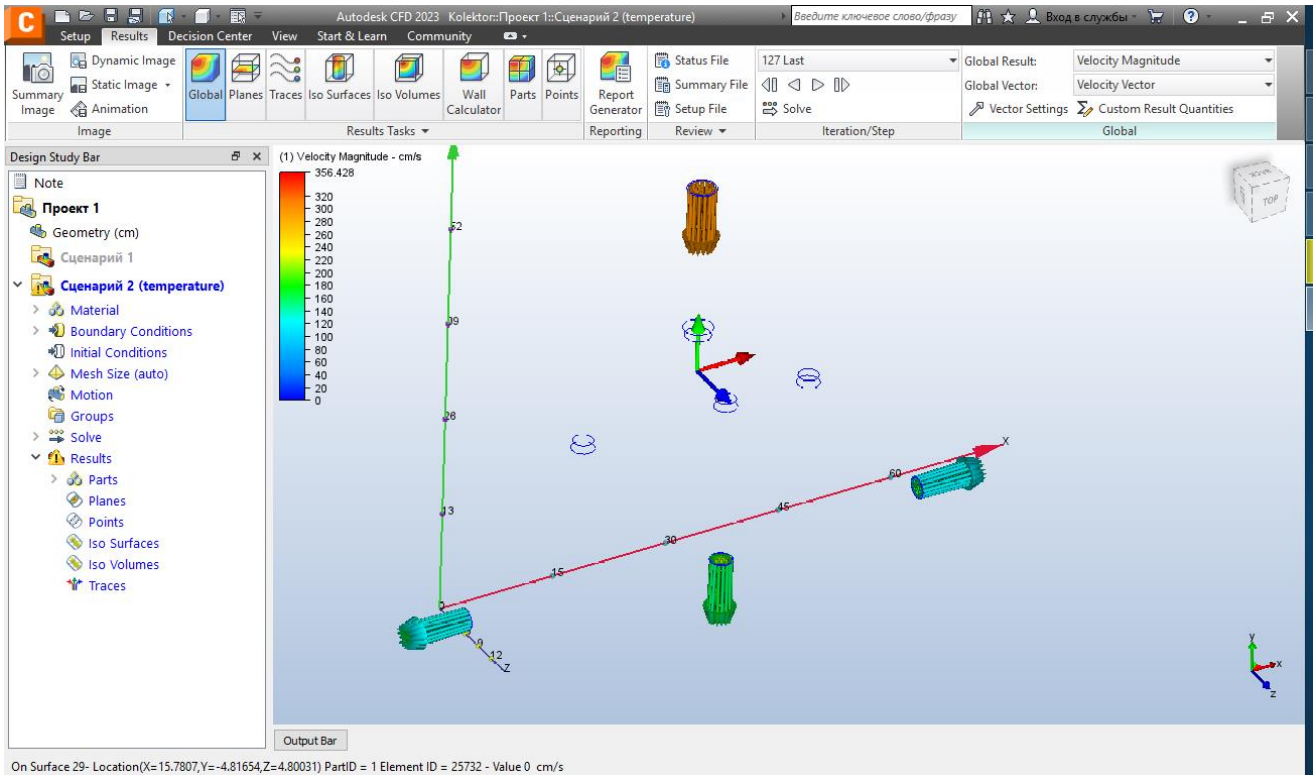 C
Autodesk CFD 2023 Kolektor::Проект 1::Сценарий 2 (temperature)
Введите ключевое слово/фразу
Вход в службы
?
Setup Results Decision Center View Start & Learn Community
Summary Image
Dynamic Image
Static Image
Animation
Image
Global
Planes
Traces
Iso Surfaces
Iso Volumes
Wall Calculator
Parts
Points
Results Tasks
Report Generator
Reporting
Status File
Summary File
Setup File
Review
127 Last
Solve
Iteration/Step
Global Result: Velocity Magnitude
Global Vector: Velocity Vector
Vector Settings Custom Result Quantities
Global
Design Study Bar
Note
Проект 1
Geometry (cm)
Сценарий 1
Сценарий 2 (temperature)
Material
Boundary Conditions
Initial Conditions
Mesh Size (auto)
Motion
Groups
Solve
Results
Parts
Planes
Points
Iso Surfaces
Iso Volumes
Traces
(1) Velocity Magnitude - cm/s
356.428
320
300
280
260
240
220
200
180
160
140
120
100
80
60
40
20
0
52
39
26
13
0
15
30
45
60
X
9
12
Z
TOP
y
x
z
Output Bar
On Surface 29- Location(X=15.7807,Y=-4.81654,Z=4.80031) PartID = 1 Element ID = 25732 - Value 0 cm/s